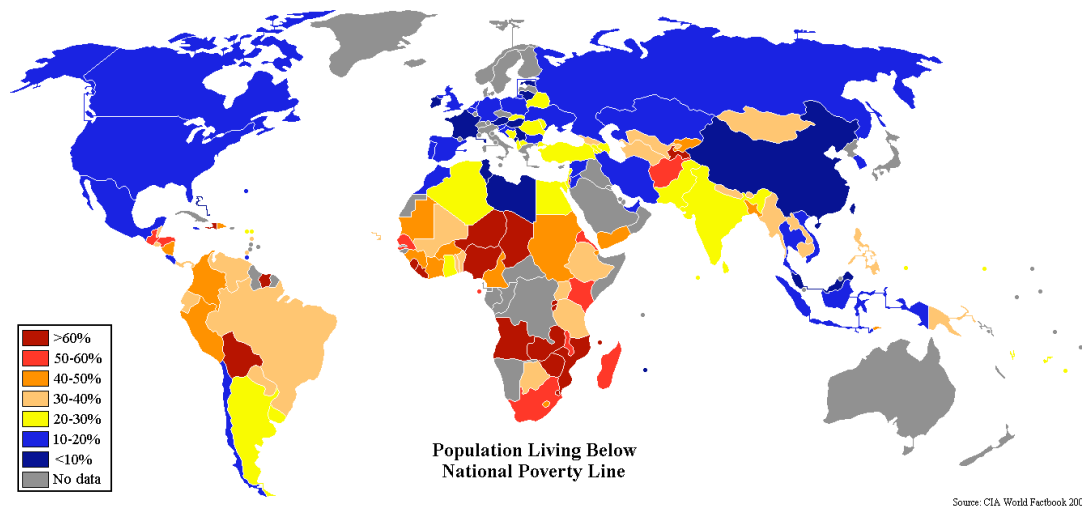 >60%
50-60%
40-50%
30-40%
20-30%
10-20%
<10%
No data
Population Living Below
National Poverty Line
Source: CIA World Factbook 200